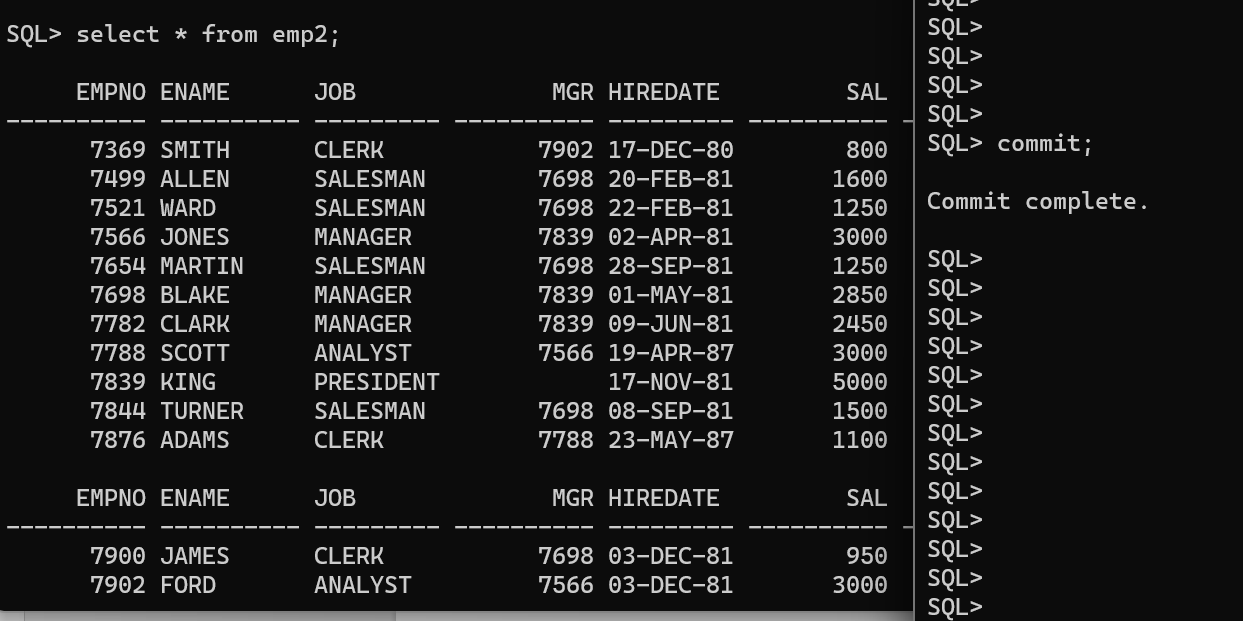 SQL> select * from emp2;
EMPNO ENAME JOB MGR HIREDATE SAL
---------- ---------- --------- ---------- --------- ---------- -
7369 SMITH CLERK 7902 17-DEC-80 800
7499 ALLEN SALESMAN 7698 20-FEB-81 1600
7521 WARD SALESMAN 7698 22-FEB-81 1250
7566 JONES MANAGER 7839 02-APR-81 3000
7654 MARTIN SALESMAN 7698 28-SEP-81 1250
7698 BLAKE MANAGER 7839 01-MAY-81 2850
7782 CLARK MANAGER 7839 09-JUN-81 2450
7788 SCOTT ANALYST 7566 19-APR-87 3000
7839 KING PRESIDENT 17-NOV-81 5000
7844 TURNER SALESMAN 7698 08-SEP-81 1500
7876 ADAMS CLERK 7788 23-MAY-87 1100
EMPNO ENAME JOB MGR HIREDATE SAL
---------- ---------- --------- ---------- --------- ---------- -
7900 JAMES CLERK 7698 03-DEC-81 950
7902 FORD ANALYST 7566 03-DEC-81 3000
SQL>
SQL>
SQL>
SQL>
SQL>
SQL> commit;
Commit complete.
SQL>
SQL>
SQL>
SQL>
SQL>
SQL>
SQL>
SQL>
SQL>
SQL>
SQL>
SQL>
SQL>